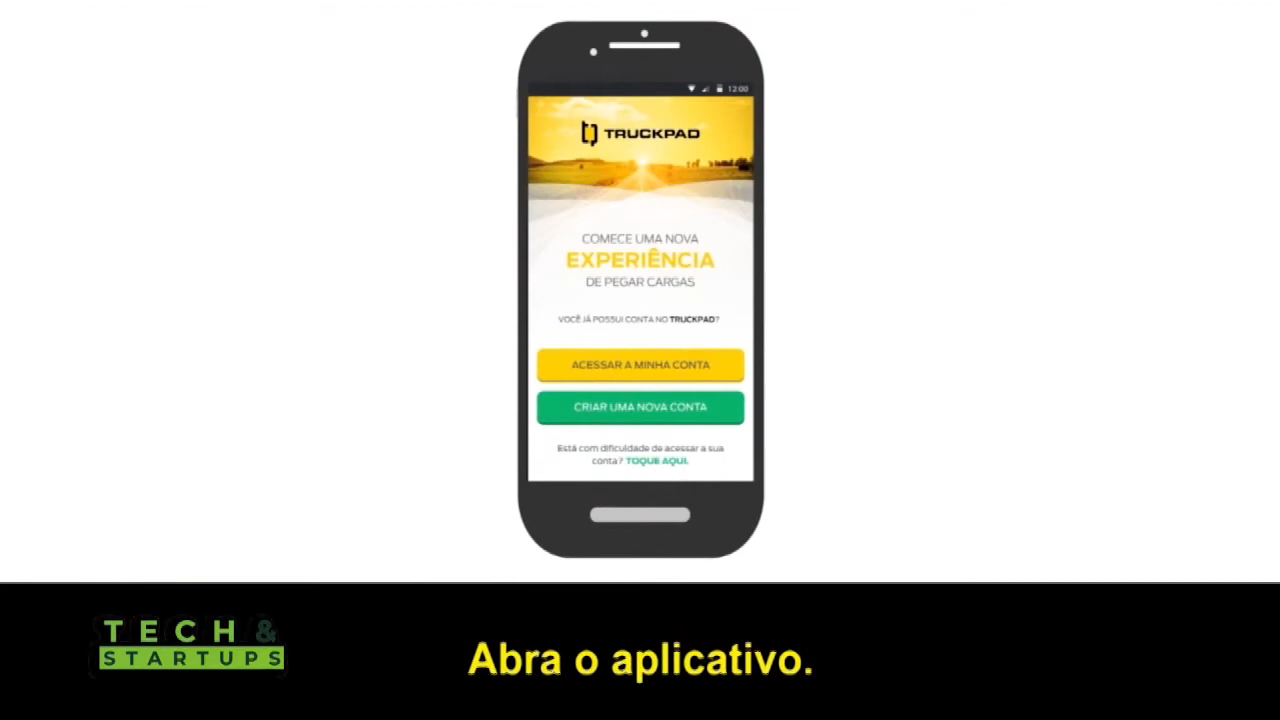 12:00
TRUCKPAD
COMECE UMA NOVA
EXPERIÊNCIA
DE PEGAR CARGAS
VOCÊ JÁ POSSUI CONTA NO TRUCKPAD?
ACESSAR A MINHA CONTA
CRIAR UMA NOVA CONTA
Está com dificuldade de acessar a sua
conta? TOQUE AQUI.
TECH &
STARTUPS
Abra o aplicativo.